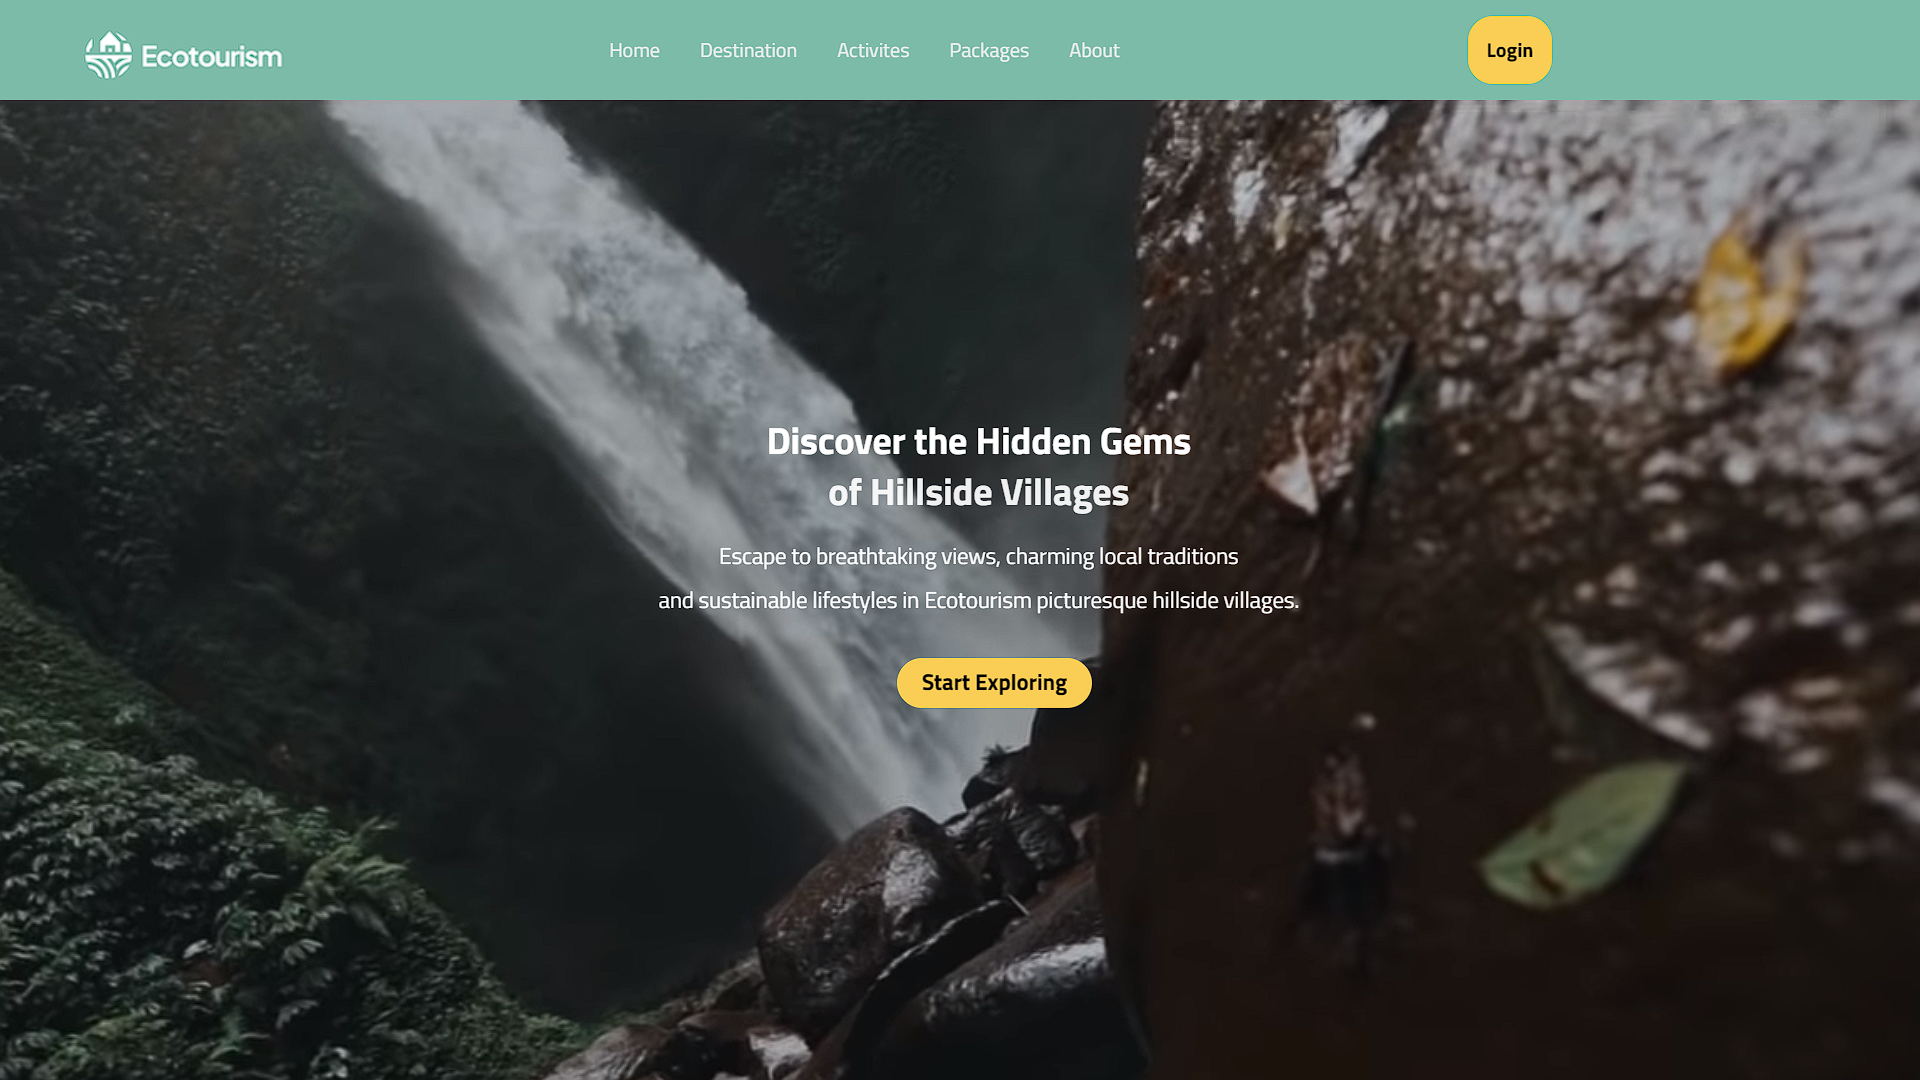 Ecotourism
Home
Destination
Activites
Packages
About
Login
Discover the Hidden Gems
of Hillside Villages
Escape to breathtaking views, charming local traditions
and sustainable lifestyles in Ecotourism picturesque hillside villages.
Start Exploring